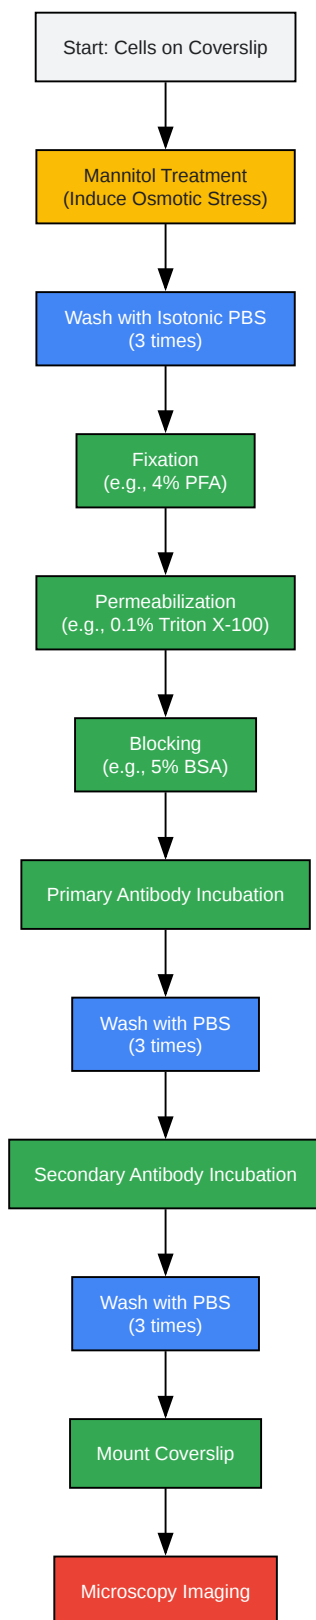 Start: Cells on Coverslip
Mannitol Treatment
(Induce Osmotic Stress)
Wash with Isotonic PBS
(3 times)
Fixation
(e.g., 4% PFA)
Permeabilization
(e.g., 0.1% Triton X-100)
Blocking
(e.g., 5% BSA)
Primary Antibody Incubation
Wash with PBS
(3 times)
Secondary Antibody Incubation
Wash with PBS
(3 times)
Mount Coverslip
Microscopy Imaging